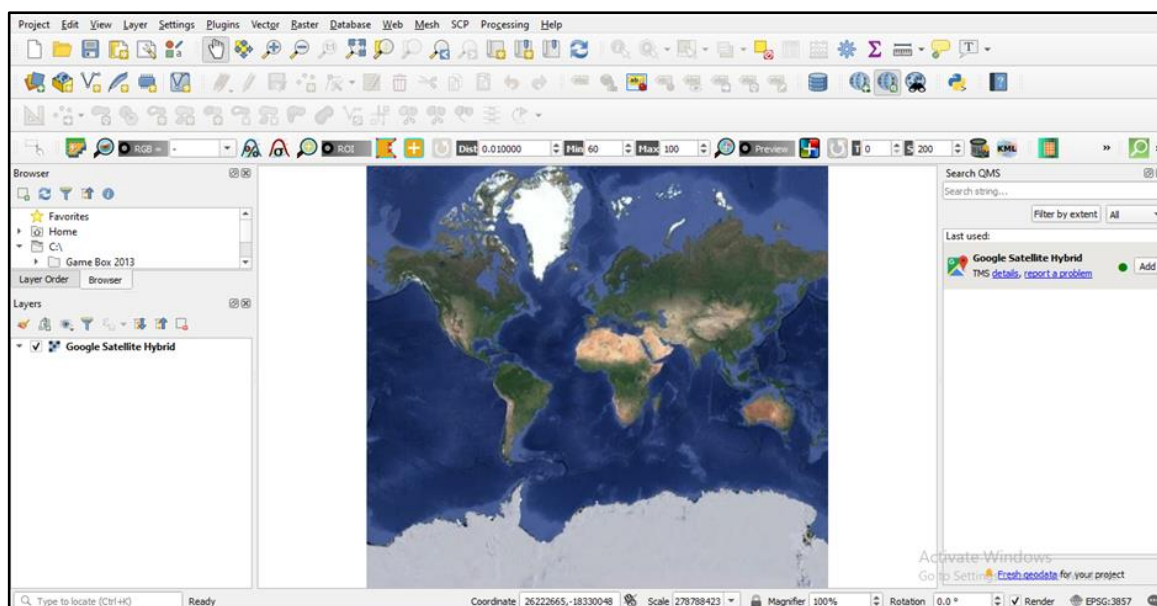 Project Edit View Layer Settings Plugins Vector Raster Database Web Mesh SCP Processing Help
RGB = - ROI Dist 0.010000 Min 60 Max 100 Preview T 0 S 200 KML »
Browser
Favorites
Home
C:\
Game Box 2013
Layer Order Browser
Layers
Google Satellite Hybrid
Search QMS
Search string...
Filter by extent All
Last used:
Google Satellite Hybrid
TMS details, report a problem
Add
Activate Windows
Go to Settings
Fresh geodata for your project
Type to locate (Ctrl+K) Ready Coordinate 26222665,-18330048 Scale 278788423 Magnifier 100% Rotation 0.0 ° Render EPSG:3857